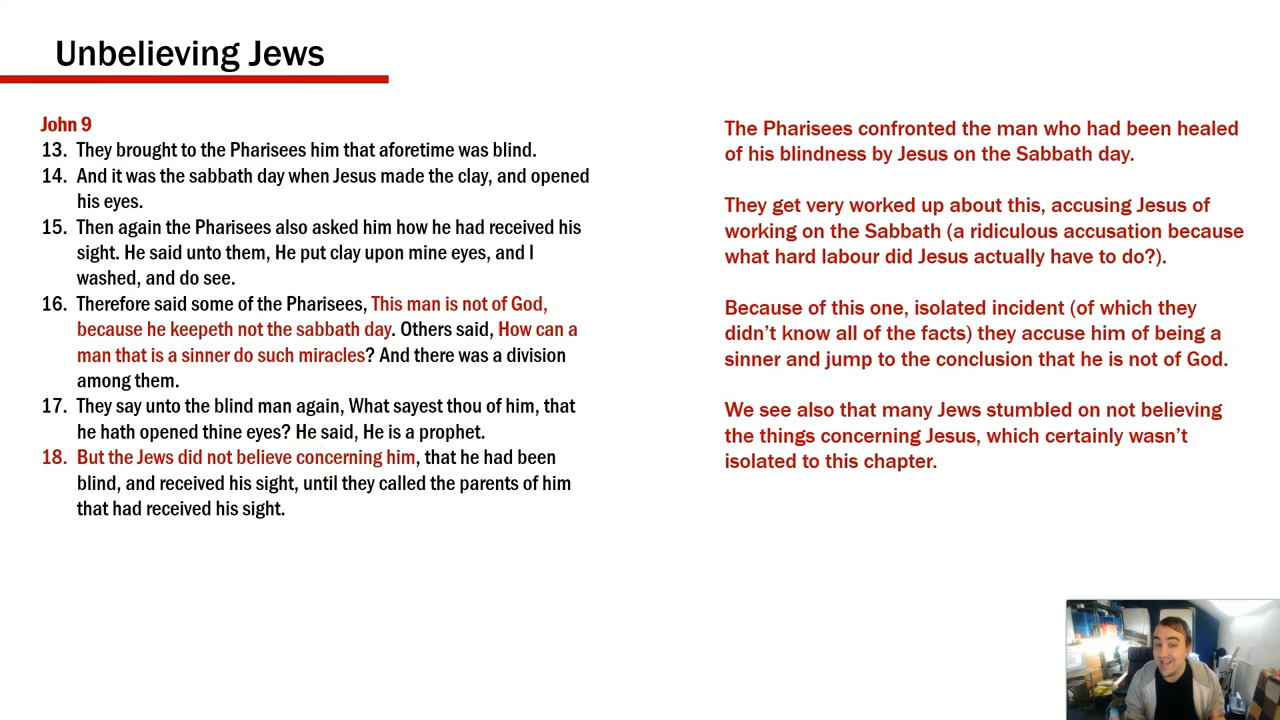 Unbelieving Jews
John 9
13. They brought to the Pharisees him that aforetime was blind.
14. And it was the sabbath day when Jesus made the clay, and opened
his eyes.
15. Then again the Pharisees also asked him how he had received his
sight. He said unto them, He put clay upon mine eyes, and I
washed, and do see.
16. Therefore said some of the Pharisees, This man is not of God,
because he keepeth not the sabbath day. Others said, How can a
man that is a sinner do such miracles? And there was a division
among them.
17. They say unto the blind man again, What sayest thou of him, that
he hath opened thine eyes? He said, He is a prophet.
18. But the Jews did not believe concerning him, that he had been
blind, and received his sight, until they called the parents of him
that had received his sight.
The Pharisees confronted the man who had been healed
of his blindness by Jesus on the Sabbath day.
They get very worked up about this, accusing Jesus of
working on the Sabbath (a ridiculous accusation because
what hard labour did Jesus actually have to do?).
Because of this one, isolated incident (of which they
didn’t know all of the facts) they accuse him of being a
sinner and jump to the conclusion that he is not of God.
We see also that many Jews stumbled on not believing
the things concerning Jesus, which certainly wasn’t
isolated to this chapter.